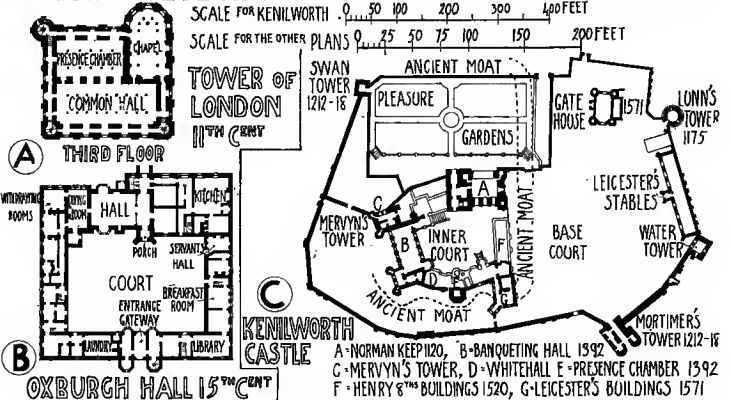 SCALE FOR KENILWORTH 0 50 100 200 300 400 FEET
SCALE FOR THE OTHER PLANS 0 25 50 75 100 150 200 FEET
PRESENCE CHAMBER
CHAPEL
COMMON HALL
A
THIRD FLOOR
TOWER OF
LONDON
11TH CENT
WITHDRAWING
ROOMS
DINING
ROOM
HALL
KITCHEN
PORCH
SERVANTS
HALL
COURT
BREAKFAST
ROOM
ENTRANCE
GATEWAY
LAUNDRY
LIBRARY
B
OXBURGH HALL 15TH CENT
SWAN
TOWER
1212-18
ANCIENT MOAT
PLEASURE
GARDENS
GATE
HOUSE
1571
LUNN'S
TOWER
1175
LEICESTER'S
STABLES
WATER
TOWER
A
C
MERVYN'S
TOWER
B
INNER
COURT
F
ANCIENT MOAT
BASE
COURT
D
E
ANCIENT MOAT
C
KENILWORTH
CASTLE
MORTIMER'S
TOWER 1212-18
A=NORMAN KEEP 1120, B=BANQUETING HALL 1392
C=MERVYN'S TOWER, D=WHITEHALL E=PRESENCE CHAMBER 1392
F=HENRY 8THS BUILDINGS 1520, G=LEICESTER'S BUILDINGS 1571